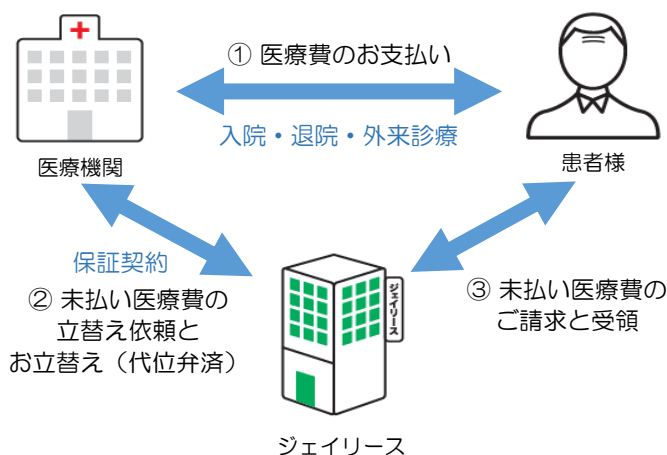 ① 医療費のお支払い
入院・退院・外来診療
医療機関
患者様
保証契約
② 未払い医療費の
立替え依頼と
お立替え（代位弁済）
ジェイリース
③ 未払い医療費の
ご請求と受領
ジェイリース